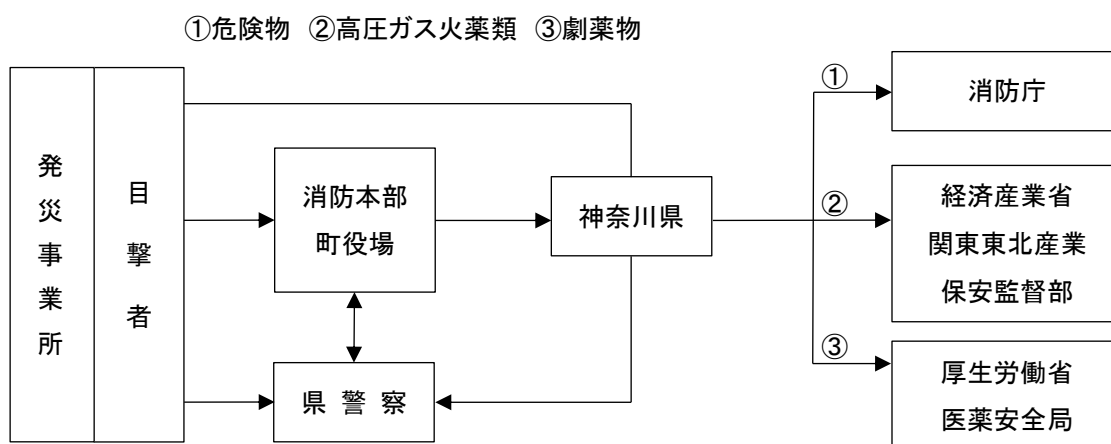 ①危険物 ②高圧ガス火薬類 ③劇薬物
発災事業所
目撃者
消防本部
町役場
県警察
神奈川県
①
消防庁
②
経済産業省
関東東北産業
保安監督部
③
厚生労働省
医薬安全局